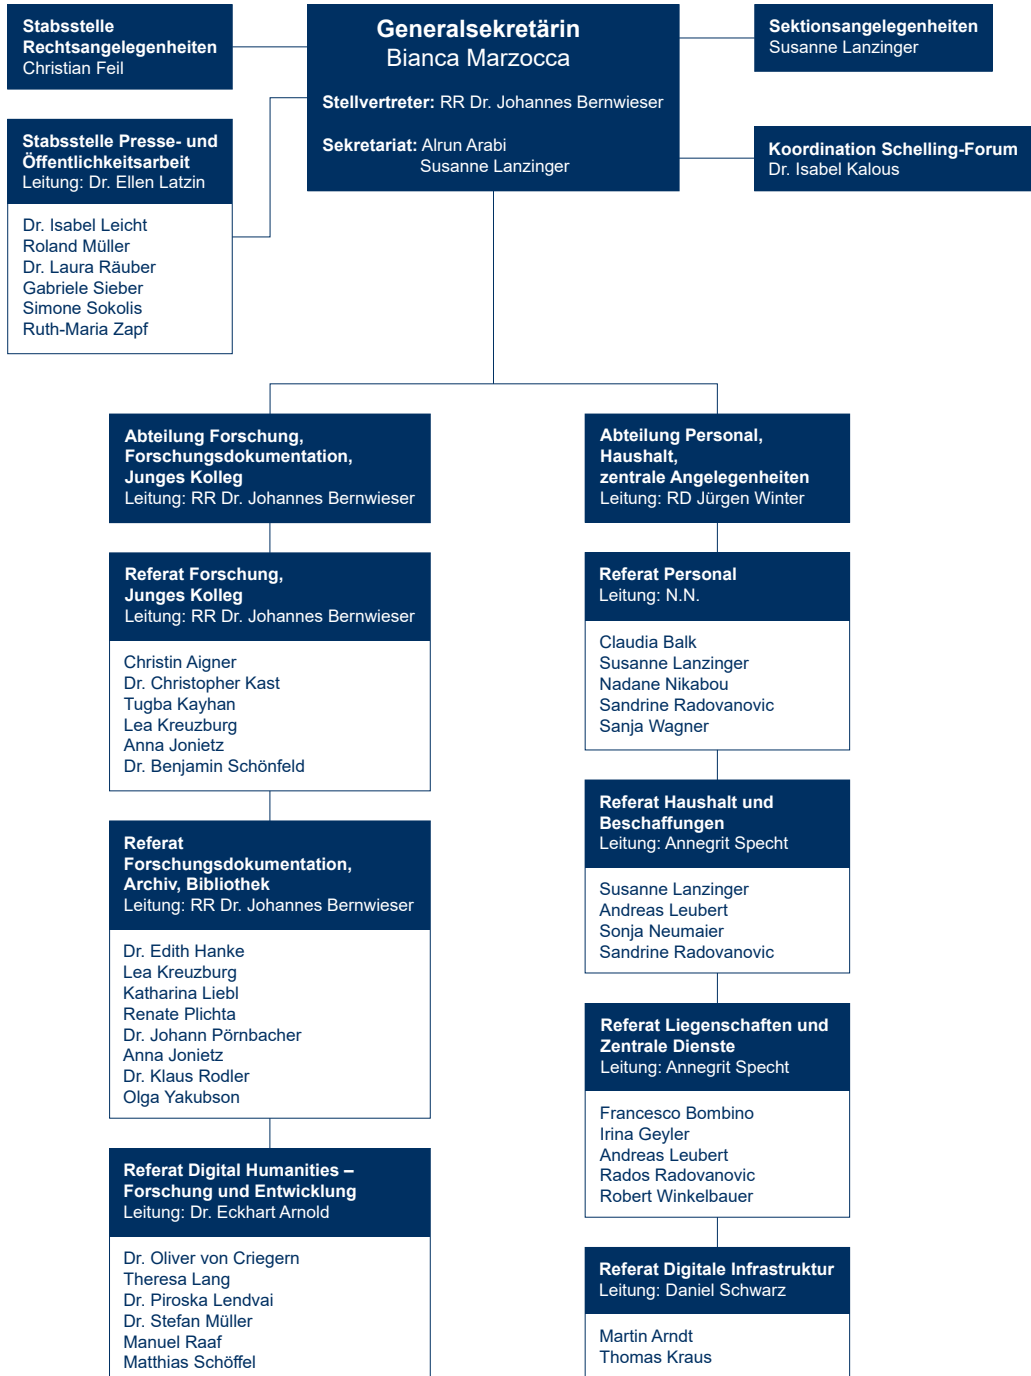 Stabsstelle
Rechtsangelegenheiten
Christian Feil
Generalsekretärin
Bianca Marzocca
Stellvertreter: RR Dr. Johannes Bernwieser
Sekretariat: Alrun Arabi
Susanne Lanzinger
Sektionsangelegenheiten
Susanne Lanzinger
Koordination Schelling-Forum
Dr. Isabel Kalous
Stabsstelle Presse- und
Öffentlichkeitsarbeit
Leitung: Dr. Ellen Latzin
Dr. Isabel Leicht
Roland Müller
Dr. Laura Räuber
Gabriele Sieber
Simone Sokolis
Ruth-Maria Zapf
Abteilung Forschung,
Forschungsdokumentation,
Junges Kolleg
Leitung: RR Dr. Johannes Bernwieser
Referat Forschung,
Junges Kolleg
Leitung: RR Dr. Johannes Bernwieser
Christin Aigner
Dr. Christopher Kast
Tugba Kayhan
Lea Kreuzburg
Anna Jonietz
Dr. Benjamin Schönfeld
Referat
Forschungsdokumentation,
Archiv, Bibliothek
Leitung: RR Dr. Johannes Bernwieser
Dr. Edith Hanke
Lea Kreuzburg
Katharina Liebl
Renate Plichta
Dr. Johann Pörnbacher
Anna Jonietz
Dr. Klaus Rodler
Olga Yakubson
Referat Digital Humanities –
Forschung und Entwicklung
Leitung: Dr. Eckhart Arnold
Dr. Oliver von Criegern
Theresa Lang
Dr. Piroska Lendvai
Dr. Stefan Müller
Manuel Raaf
Matthias Schöffel
Abteilung Personal,
Haushalt,
zentrale Angelegenheiten
Leitung: RD Jürgen Winter
Referat Personal
Leitung: N.N.
Claudia Balk
Susanne Lanzinger
Nadane Nikabou
Sandrine Radovanovic
Sanja Wagner
Referat Haushalt und
Beschaffungen
Leitung: Annegrit Specht
Susanne Lanzinger
Andreas Leubert
Sonja Neumaier
Sandrine Radovanovic
Referat Liegenschaften und
Zentrale Dienste
Leitung: Annegrit Specht
Francesco Bombino
Irina Geyler
Andreas Leubert
Rados Radovanovic
Robert Winkelbauer
Referat Digitale Infrastruktur
Leitung: Daniel Schwarz
Martin Arndt
Thomas Kraus